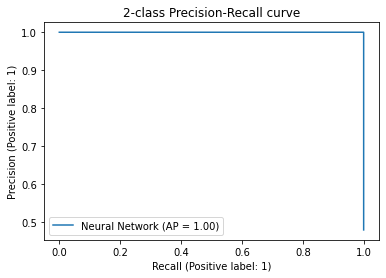 2-class Precision-Recall curve
Precision (Positive label: 1)
1.0
0.9
0.8
0.7
0.6
0.5
Neural Network (AP = 1.00)
0.0 0.2 0.4 0.6 0.8 1.0
Recall (Positive label: 1)